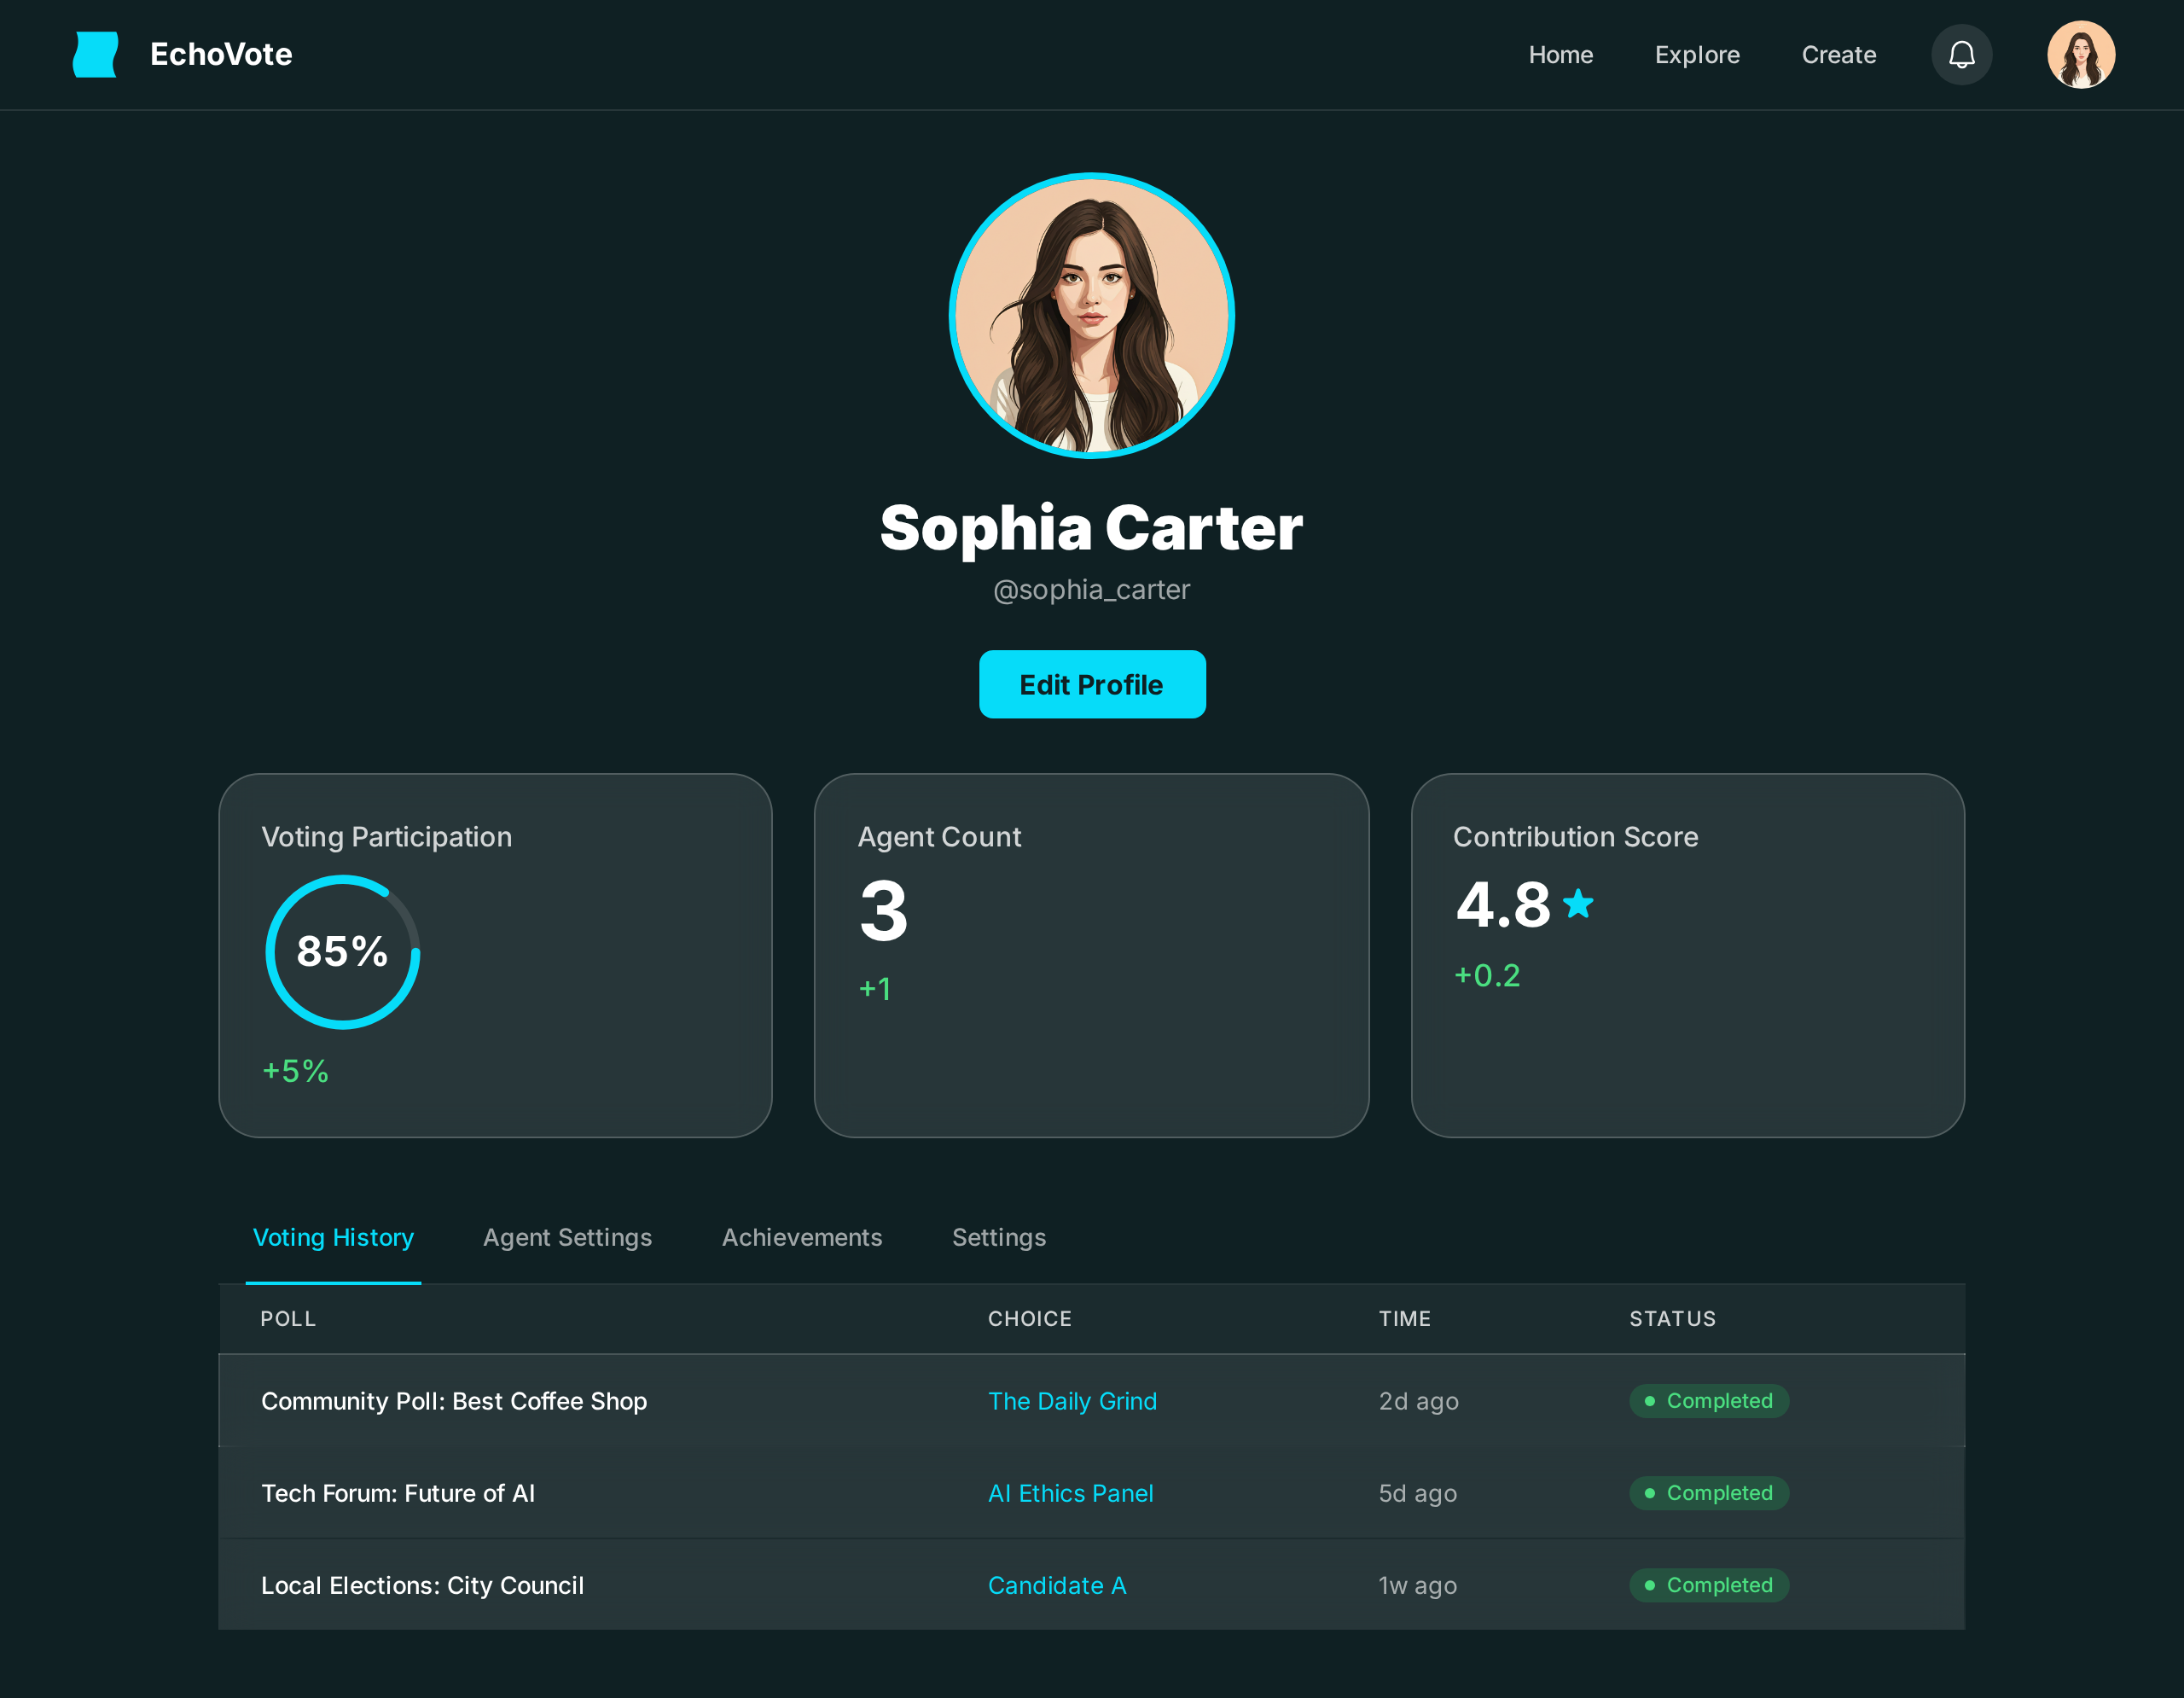 EchoVote
Home Explore Create
Sophia Carter
@sophia_carter
Edit Profile
Voting Participation
85%
+5%
Agent Count
3
+1
Contribution Score
4.8
+0.2
Voting History Agent Settings Achievements Settings
POLL CHOICE TIME STATUS
Community Poll: Best Coffee Shop The Daily Grind 2d ago Completed
Tech Forum: Future of AI AI Ethics Panel 5d ago Completed
Local Elections: City Council Candidate A 1w ago Completed